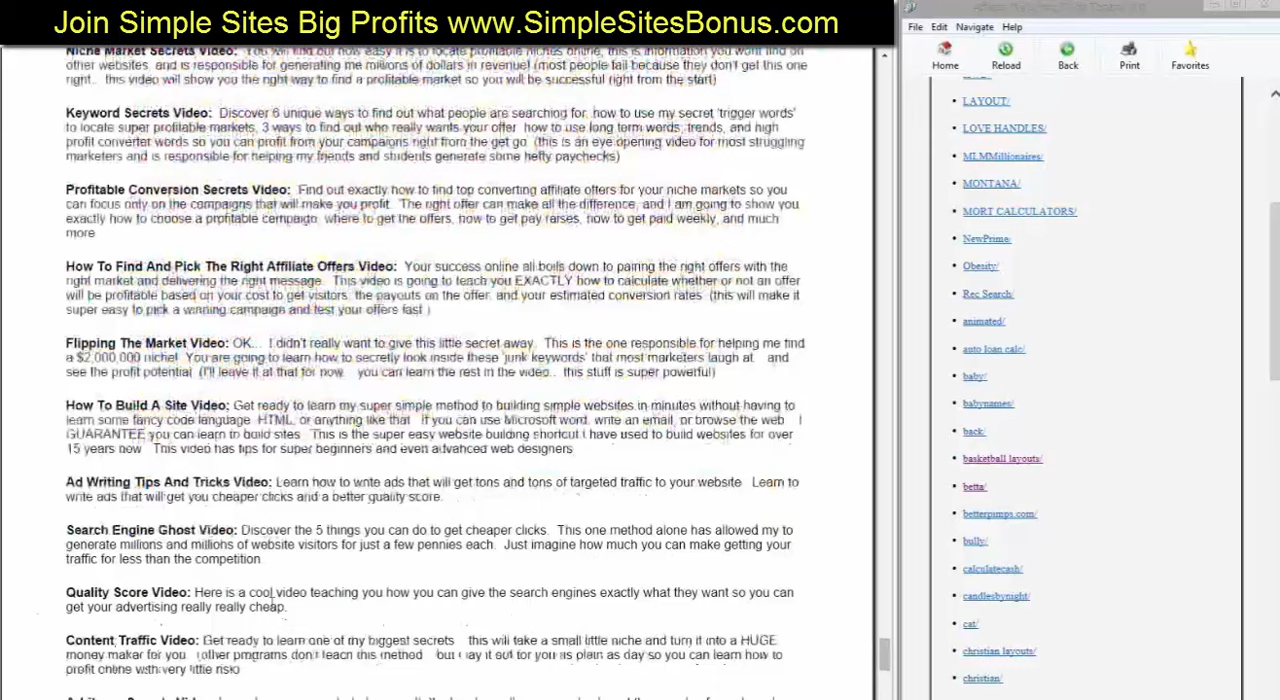 Join Simple Sites Big Profits www.SimpleSitesBonus.com
Niche Market Secrets Video: You will find out how easy it is to locate profitable niches online, this is information you wont find on
other websites, and is responsible for generating me millions of dollars in revenue! (most people fail because they don't get this one
right.. this video will show you the right way to find a profitable market so you will be successful right from the start)
Keyword Secrets Video: Discover 6 unique ways to find out what people are searching for, how to use my secret 'trigger words'
to locate super profitable markets, 3 ways to find out who really wants your offer, how to use long term words, trends, and high
profit converter words so you can profit from your campaigns right from the get go. (this is an eye opening video for most struggling
marketers and is responsible for helping my friends and students generate some hefty paychecks)
Profitable Conversion Secrets Video: Find out exactly how to find top converting affiliate offers for your niche markets so you
can focus only on the campaigns that will make you profit. The right offer can make all the difference, and I am going to show you
exactly how to choose a profitable campaign, where to get the offers, how to get pay raises, how to get paid weekly, and much
more
How To Find And Pick The Right Affiliate Offers Video: Your success online all boils down to pairing the right offers with the
right market and delivering the right message. This video is going to teach you EXACTLY how to calculate whether or not an offer
will be profitable based on your cost to get visitors, the payouts on the offer, and your estimated conversion rates. (this will make it
super easy to pick a winning campaign and test your offers fast.)
Flipping The Market Video: OK... I didn't really want to give this little secret away. This is the one responsible for helping me find
a $2,000,000 niche! You are going to learn how to secretly look inside these 'junk keywords' that most marketers laugh at and
see the profit potential (I'll leave it at that for now you can learn the rest in the video... this stuff is super powerful)
How To Build A Site Video: Get ready to learn my super simple method to building simple websites in minutes without having to
learn some fancy code language, HTML, or anything like that. If you can use Microsoft word, write an email, or browse the web I
GUARANTEE you can learn to build sites. This is the super easy website building shortcut I have used to build websites for over
15 years now. This video has tips for super beginners and even advanced web designers
Ad Writing Tips And Tricks Video: Learn how to write ads that will get tons and tons of targeted traffic to your website. Learn to
write ads that will get you cheaper clicks and a better quality score.
Search Engine Ghost Video: Discover the 5 things you can do to get cheaper clicks. This one method alone has allowed my to
generate millions and millions of website visitors for just a few pennies each. Just imagine how much you can make getting your
traffic for less than the competition
Quality Score Video: Here is a cool video teaching you how you can give the search engines exactly what they want so you can
get your advertising really really cheap.
Content Traffic Video: Get ready to learn one of my biggest secrets this will take a small little niche and turn it into a HUGE
money maker for you (other programs don't teach this method but I lay it out for you as plain as day so you can learn how to
profit online with very little risk)
File Edit Navigate Help
Home Reload Back Print Favorites
LAYOUT/
LOVE HANDLES/
MLMMillionaires/
MONTANA/
MORT CALCULATORS/
NewPrime/
Obesity/
Rec Search/
animated/
auto loan calc/
baby/
babynames/
back/
basketball layouts/
betta/
betterpimps.com/
bully/
calculatecash/
candlesbynight/
cat/
christian layouts/
christian/